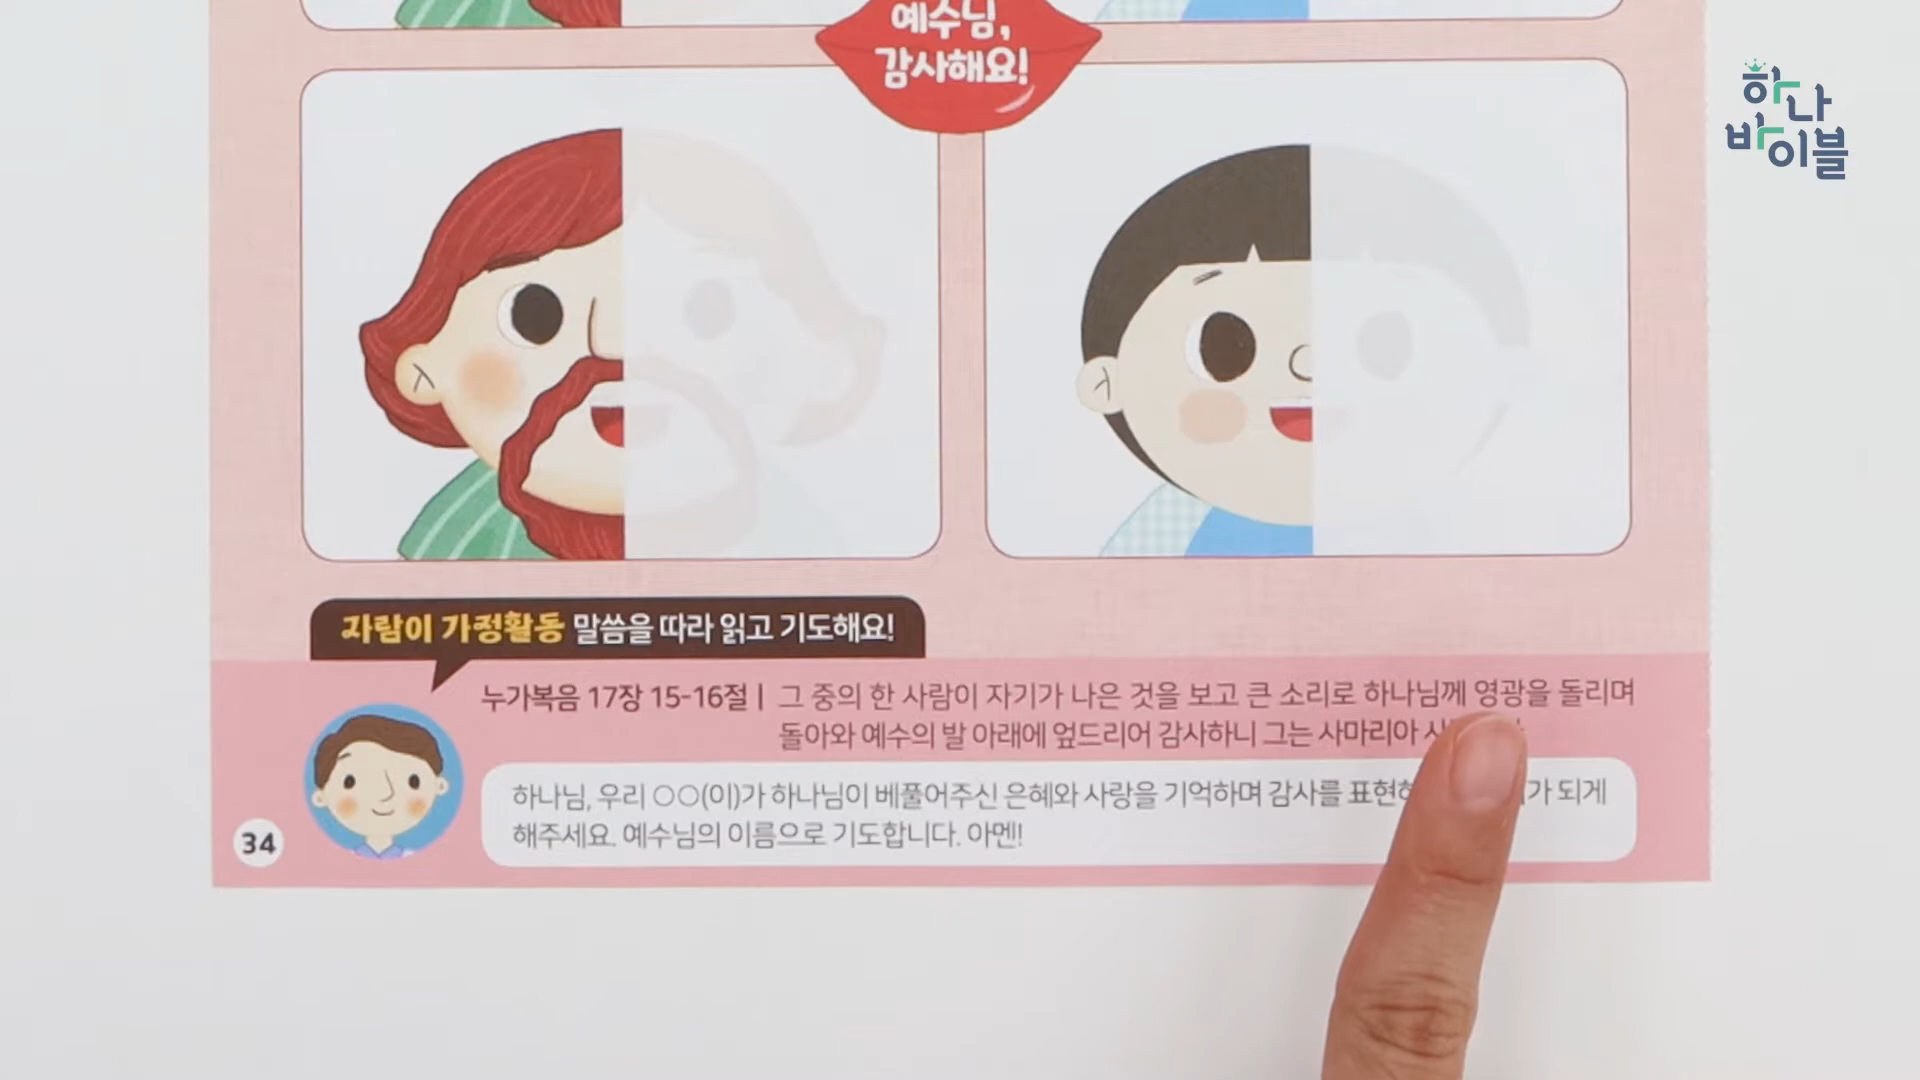 예수님,
감사해요!
하나
바이블
자람이 가정활동 말씀을 따라 읽고 기도해요!
누가복음 17장 15-16절 | 그 중의 한 사람이 자기가 나은 것을 보고 큰 소리로 하나님께 영광을 돌리며
돌아와 예수의 발 아래에 엎드리어 감사하니 그는 사마리아
하나님, 우리 ○○(이)가 하나님이 베풀어주신 은혜와 사랑을 기억하며 감사를 되게
해주세요. 예수님의 이름으로 기도합니다. 아멘!
34